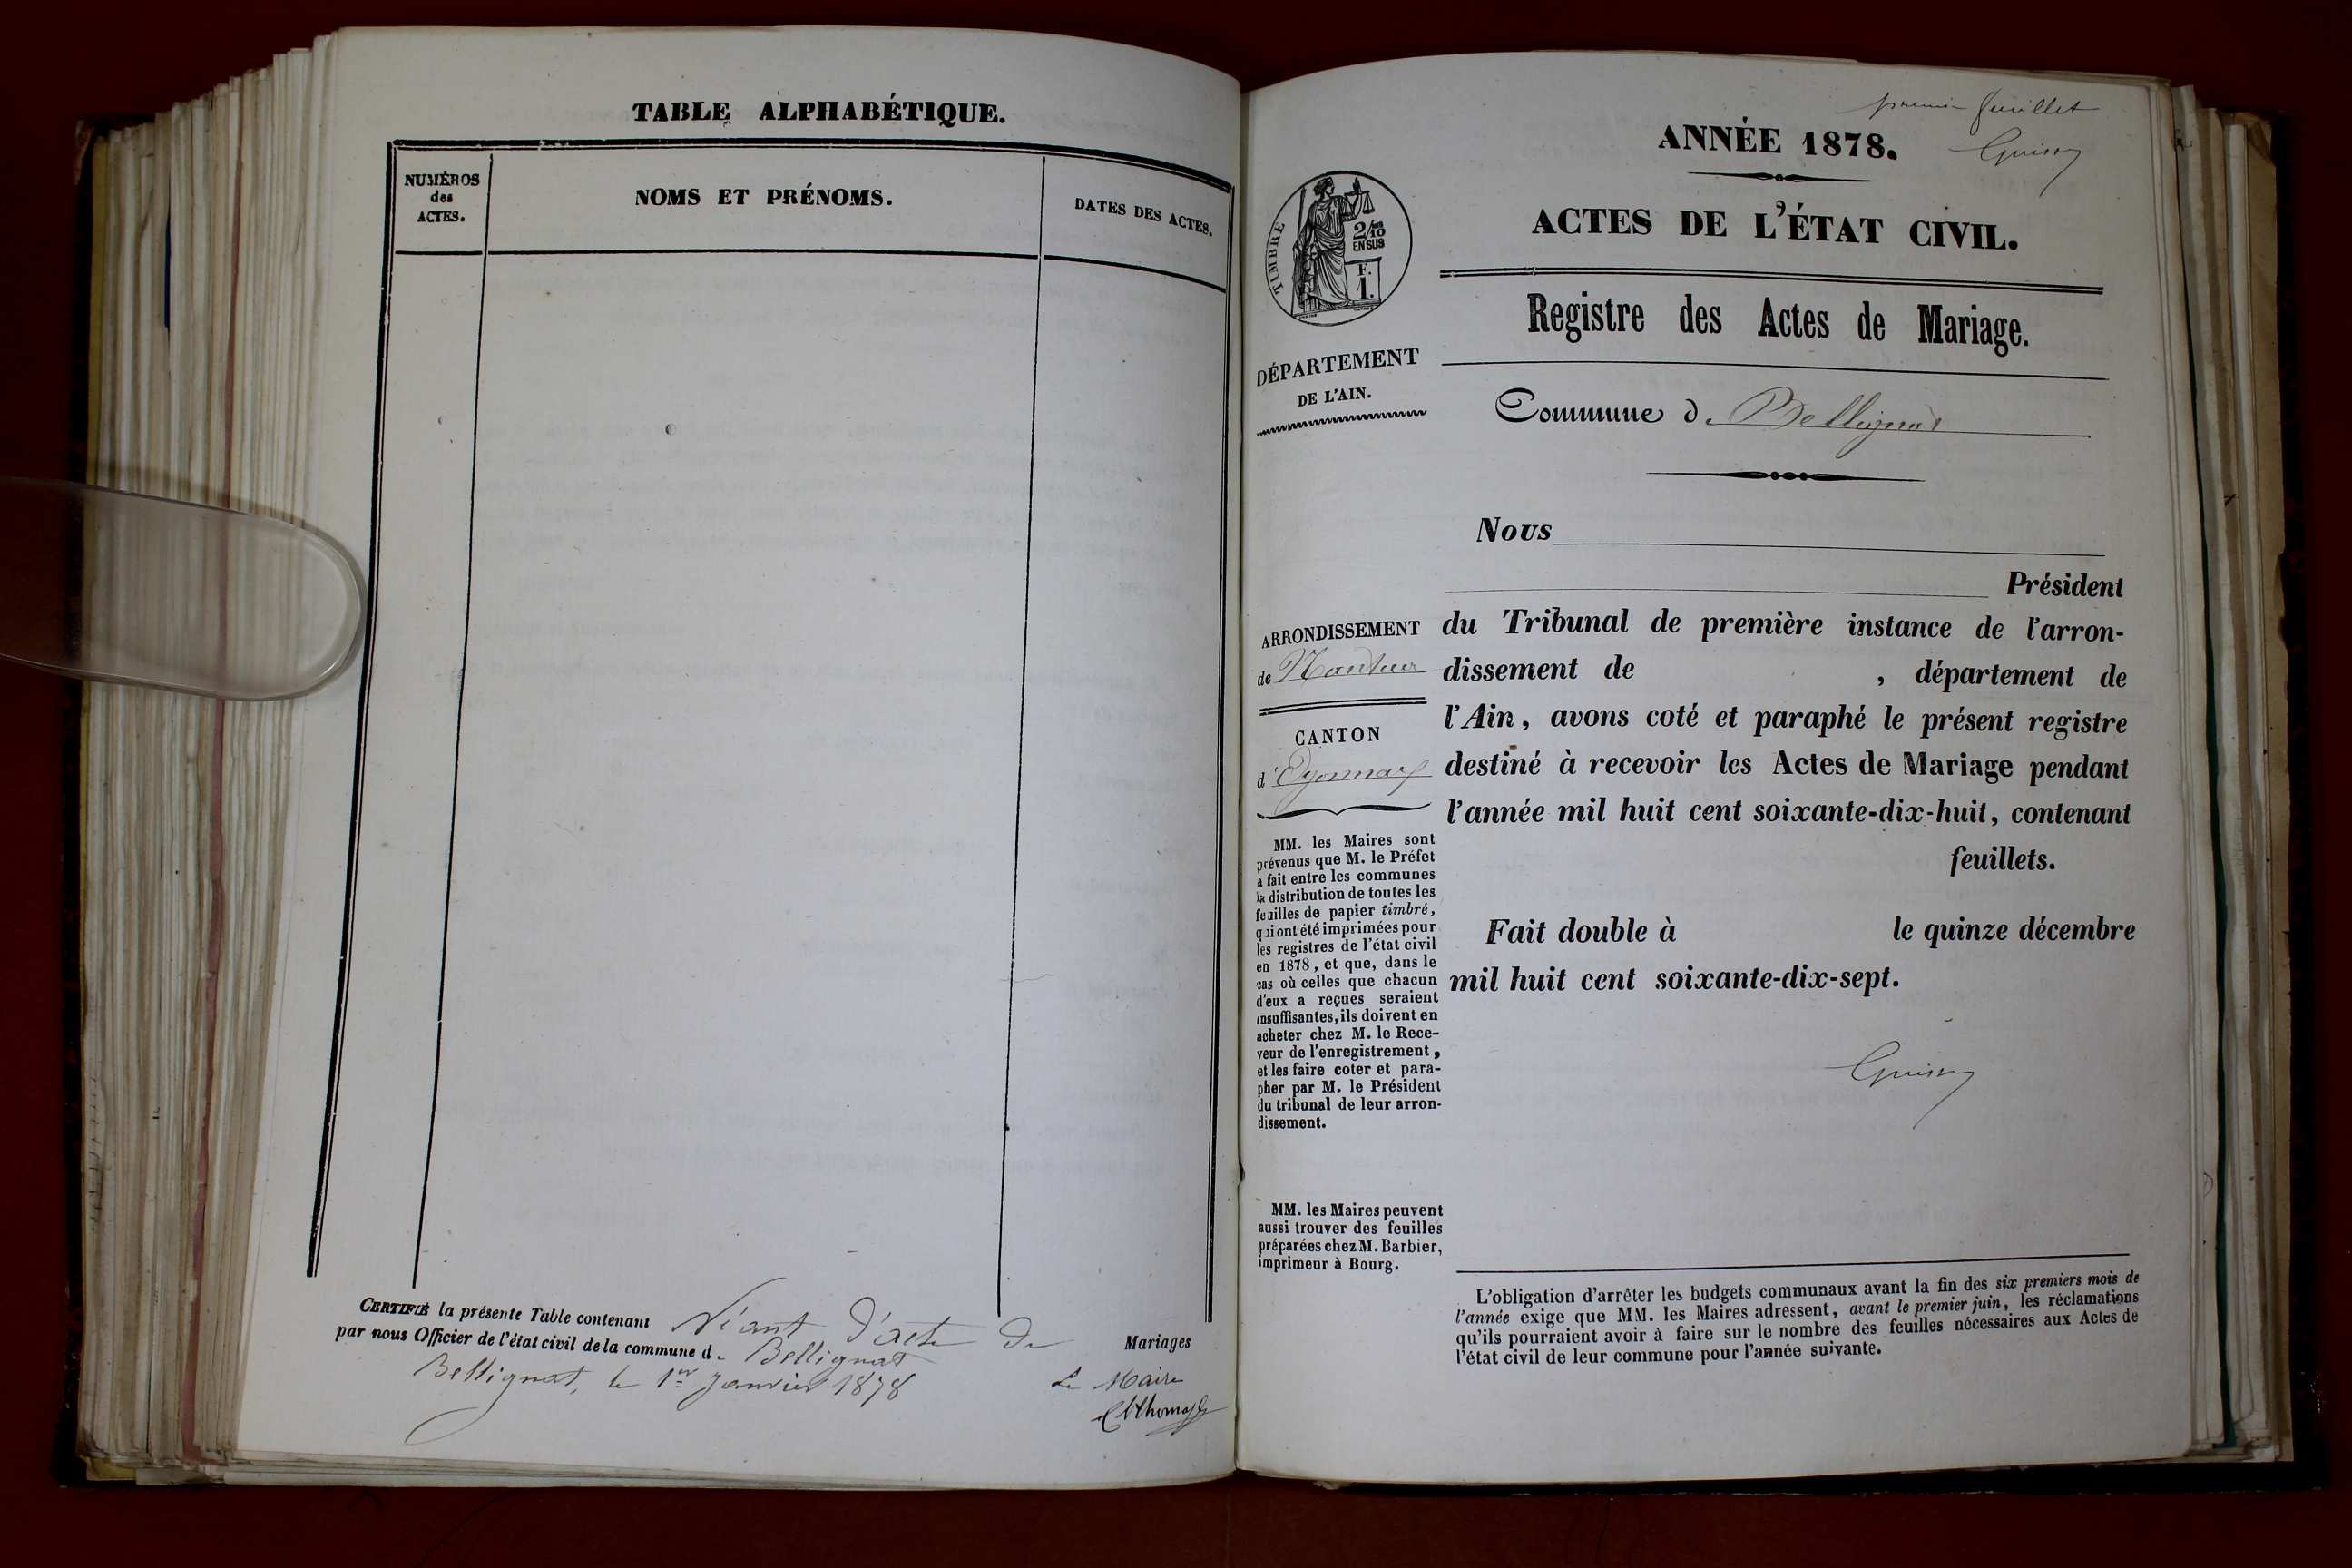 TABLE ALPHABÉTIQUE.
NUMÉROS
des
ACTES.
NOMS ET PRÉNOMS.
DATES DES ACTES.
CERTIFIÉ la présente Table contenant Néant d'acte de Mariages
par nous Officier de l'état civil de la commune d. Bellignat
Bellignat, le 1er Janvier 1878
Le Maire
premier feuillet
ANNÉE 1878.
ACTES DE L'ÉTAT CIVIL.
TIMBRE
2/10
EN SUS
F.
1.
Registre des Actes de Mariage.
DÉPARTEMENT
DE L'AIN.
Commune de Bellignat
Nous
Président
ARRONDISSEMENT
de Nantua
CANTON
d'Oyonnax
du Tribunal de première instance de l'arron-
dissement de , département de
l'Ain, avons coté et paraphé le présent registre
destiné à recevoir les Actes de Mariage pendant
l'année mil huit cent soixante-dix-huit, contenant
feuillets.
Fait double à le quinze décembre
mil huit cent soixante-dix-sept.
MM. les Maires sont
prévenus que M. le Préfet
a fait entre les communes
la distribution de toutes les
feuilles de papier timbré,
qui ont été imprimées pour
les registres de l'état civil
en 1878, et que, dans le
cas où celles que chacun
d'eux a reçues seraient
insuffisantes, ils doivent en
acheter chez M. le Rece-
veur de l'enregistrement,
et les faire coter et para-
pher par M. le Président
du tribunal de leur arron-
dissement.
MM. les Maires peuvent
aussi trouver des feuilles
préparées chez M. Barbier,
imprimeur à Bourg.
L'obligation d'arrêter les budgets communaux avant la fin des six premiers mois de
l'année exige que MM. les Maires adressent, avant le premier juin, les réclamations
qu'ils pourraient avoir à faire sur le nombre des feuilles nécessaires aux Actes de
l'état civil de leur commune pour l'année suivante.